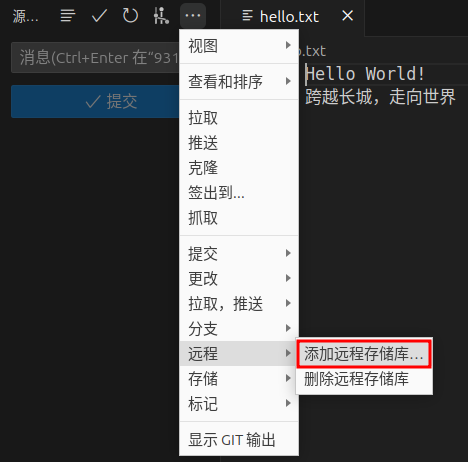 源...
hello.txt
消息(Ctrl+Enter 在"931
.txt
提交
Hello World!
跨越长城，走向世界
视图
查看和排序
拉取
推送
克隆
签出到...
抓取
提交
更改
拉取，推送
分支
远程
添加远程存储库...
存储
删除远程存储库
标记
显示 GIT 输出